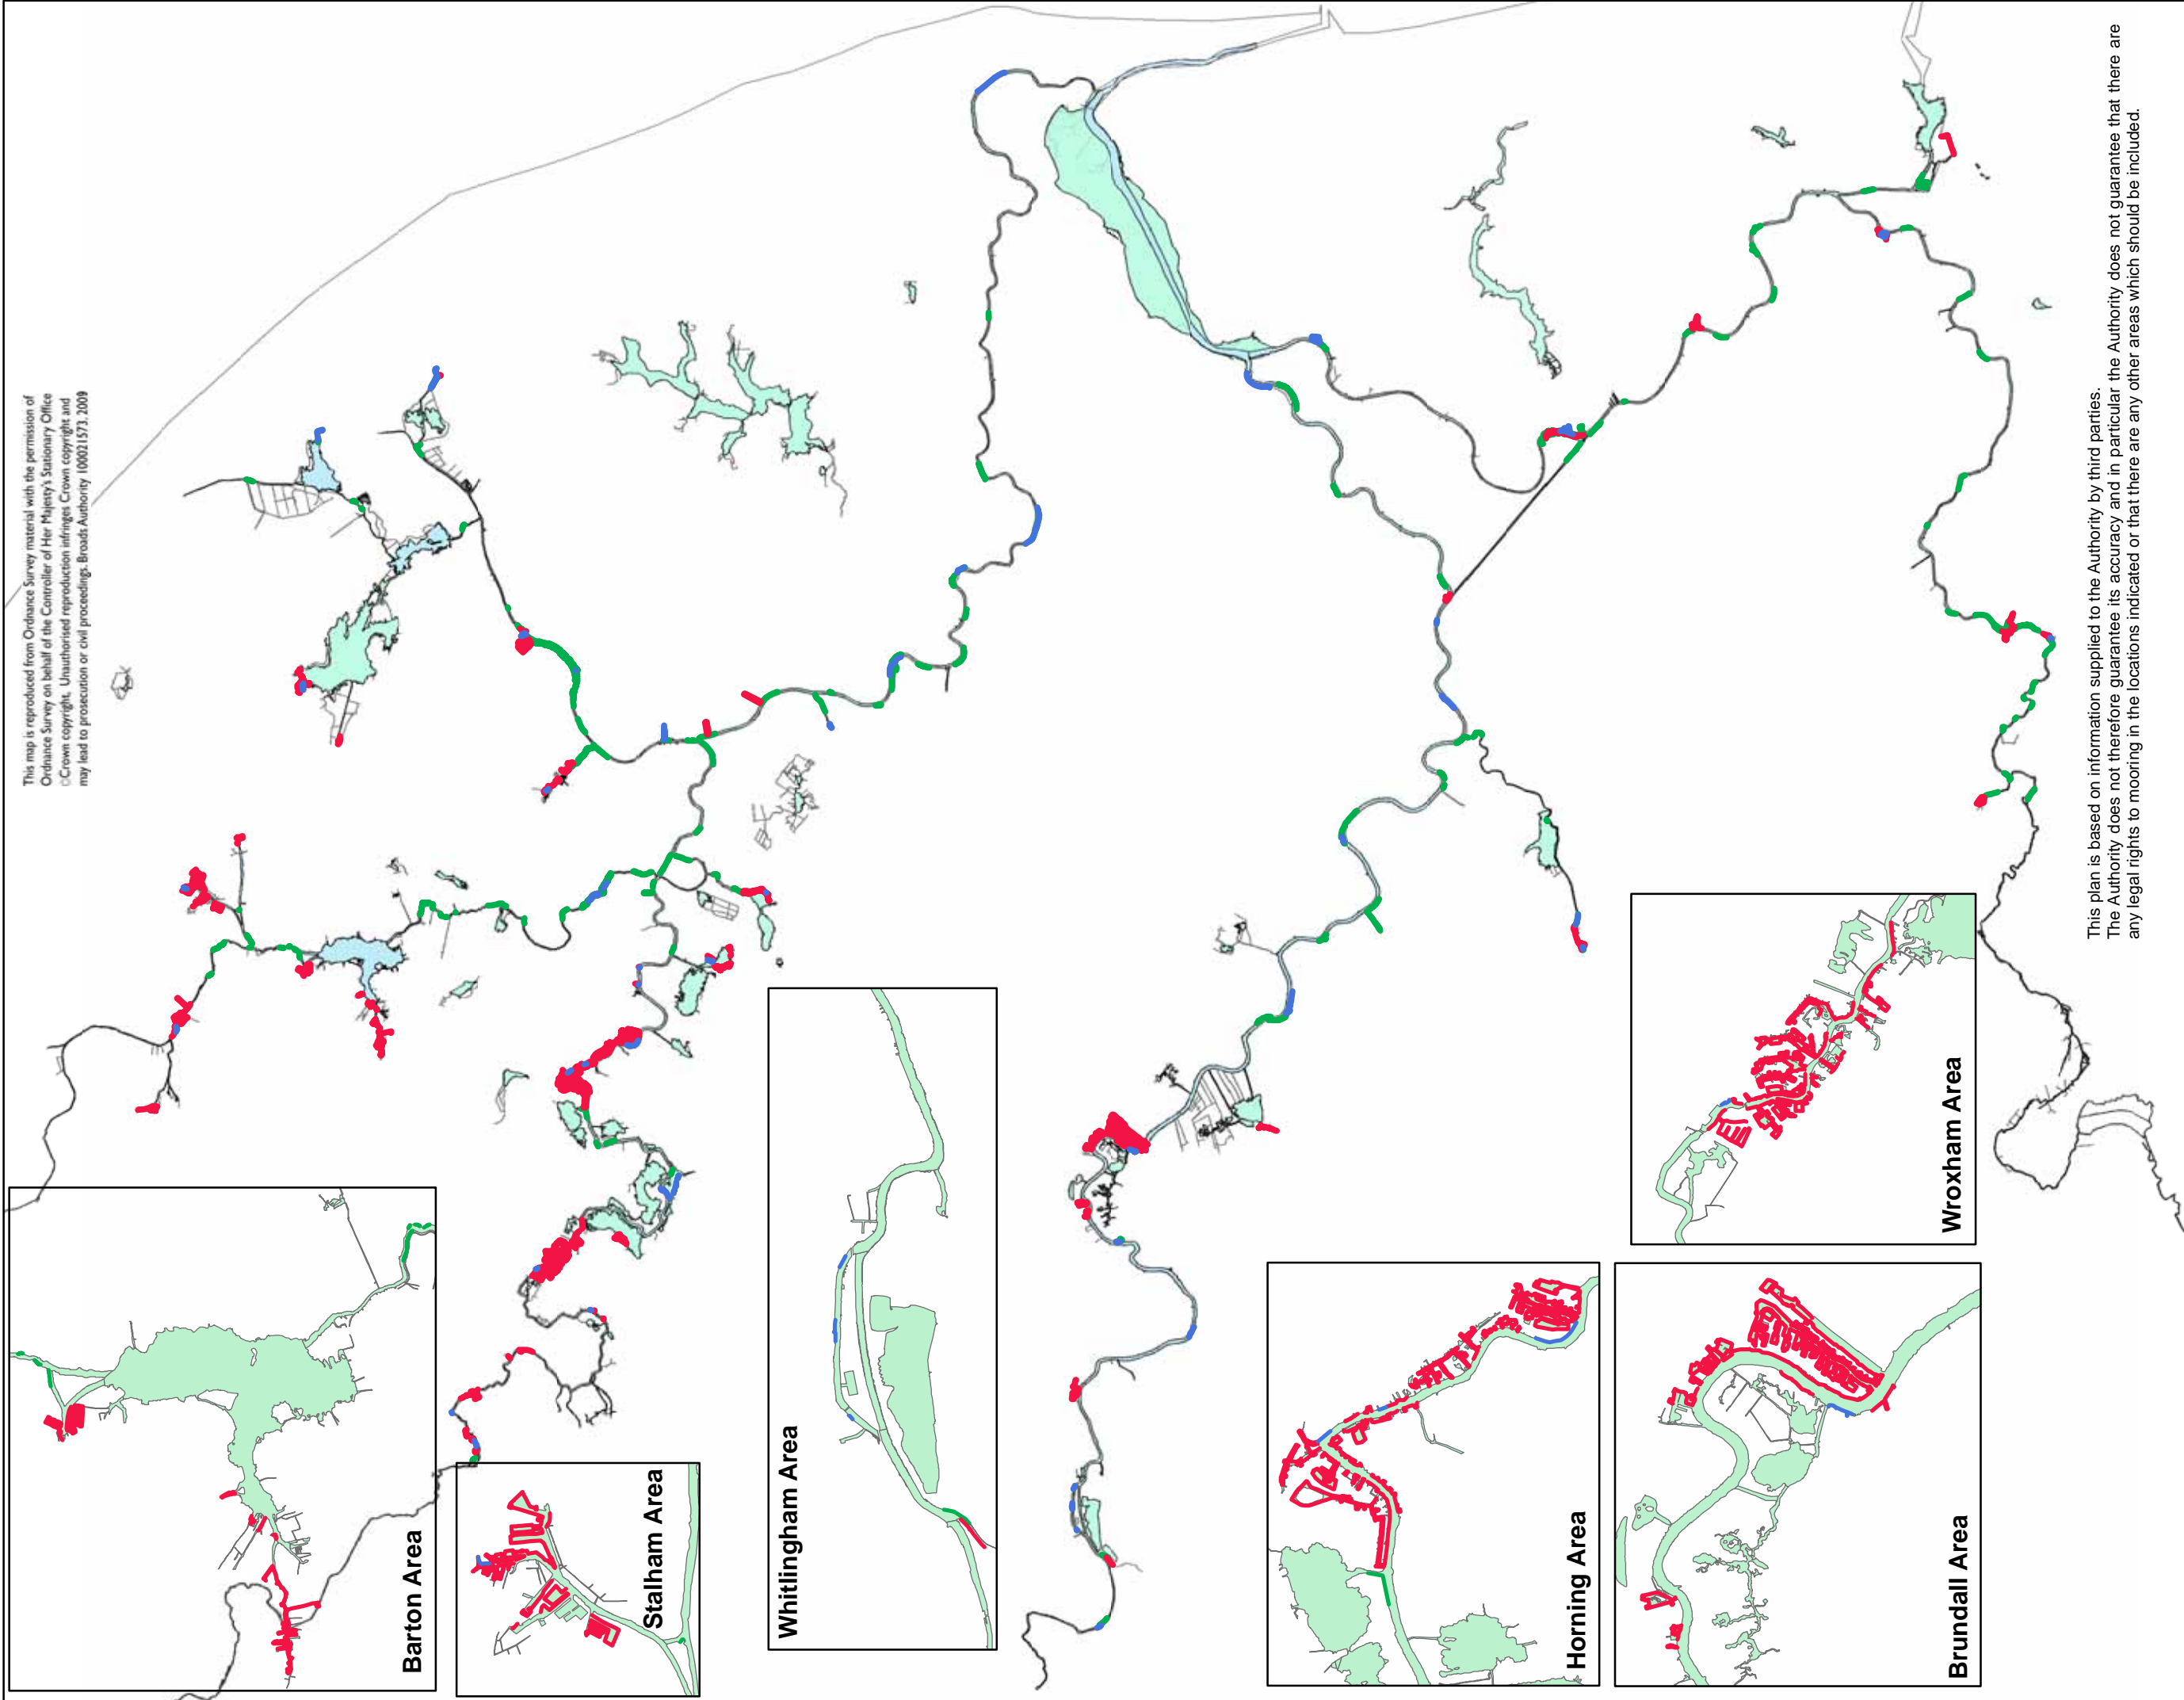 This map is reproduced from Ordnance Survey material with the permission of
Ordnance Survey on behalf of the Controller of Her Majesty's Stationary Office
©Crown copyright. Unauthorised reproduction infringes Crown copyright and
may lead to prosecution or civil proceedings. Broads Authority 100021573. 2009
Barton Area
Stalham Area
Whitlingham Area
Horning Area
Brundall Area
Wroxham Area
This plan is based on information supplied to the Authority by third parties.
The Authority does not therefore guarantee its accuracy and in particular the Authority does not guarantee that there are
any legal rights to mooring in the locations indicated or that there are any other areas which should be included.